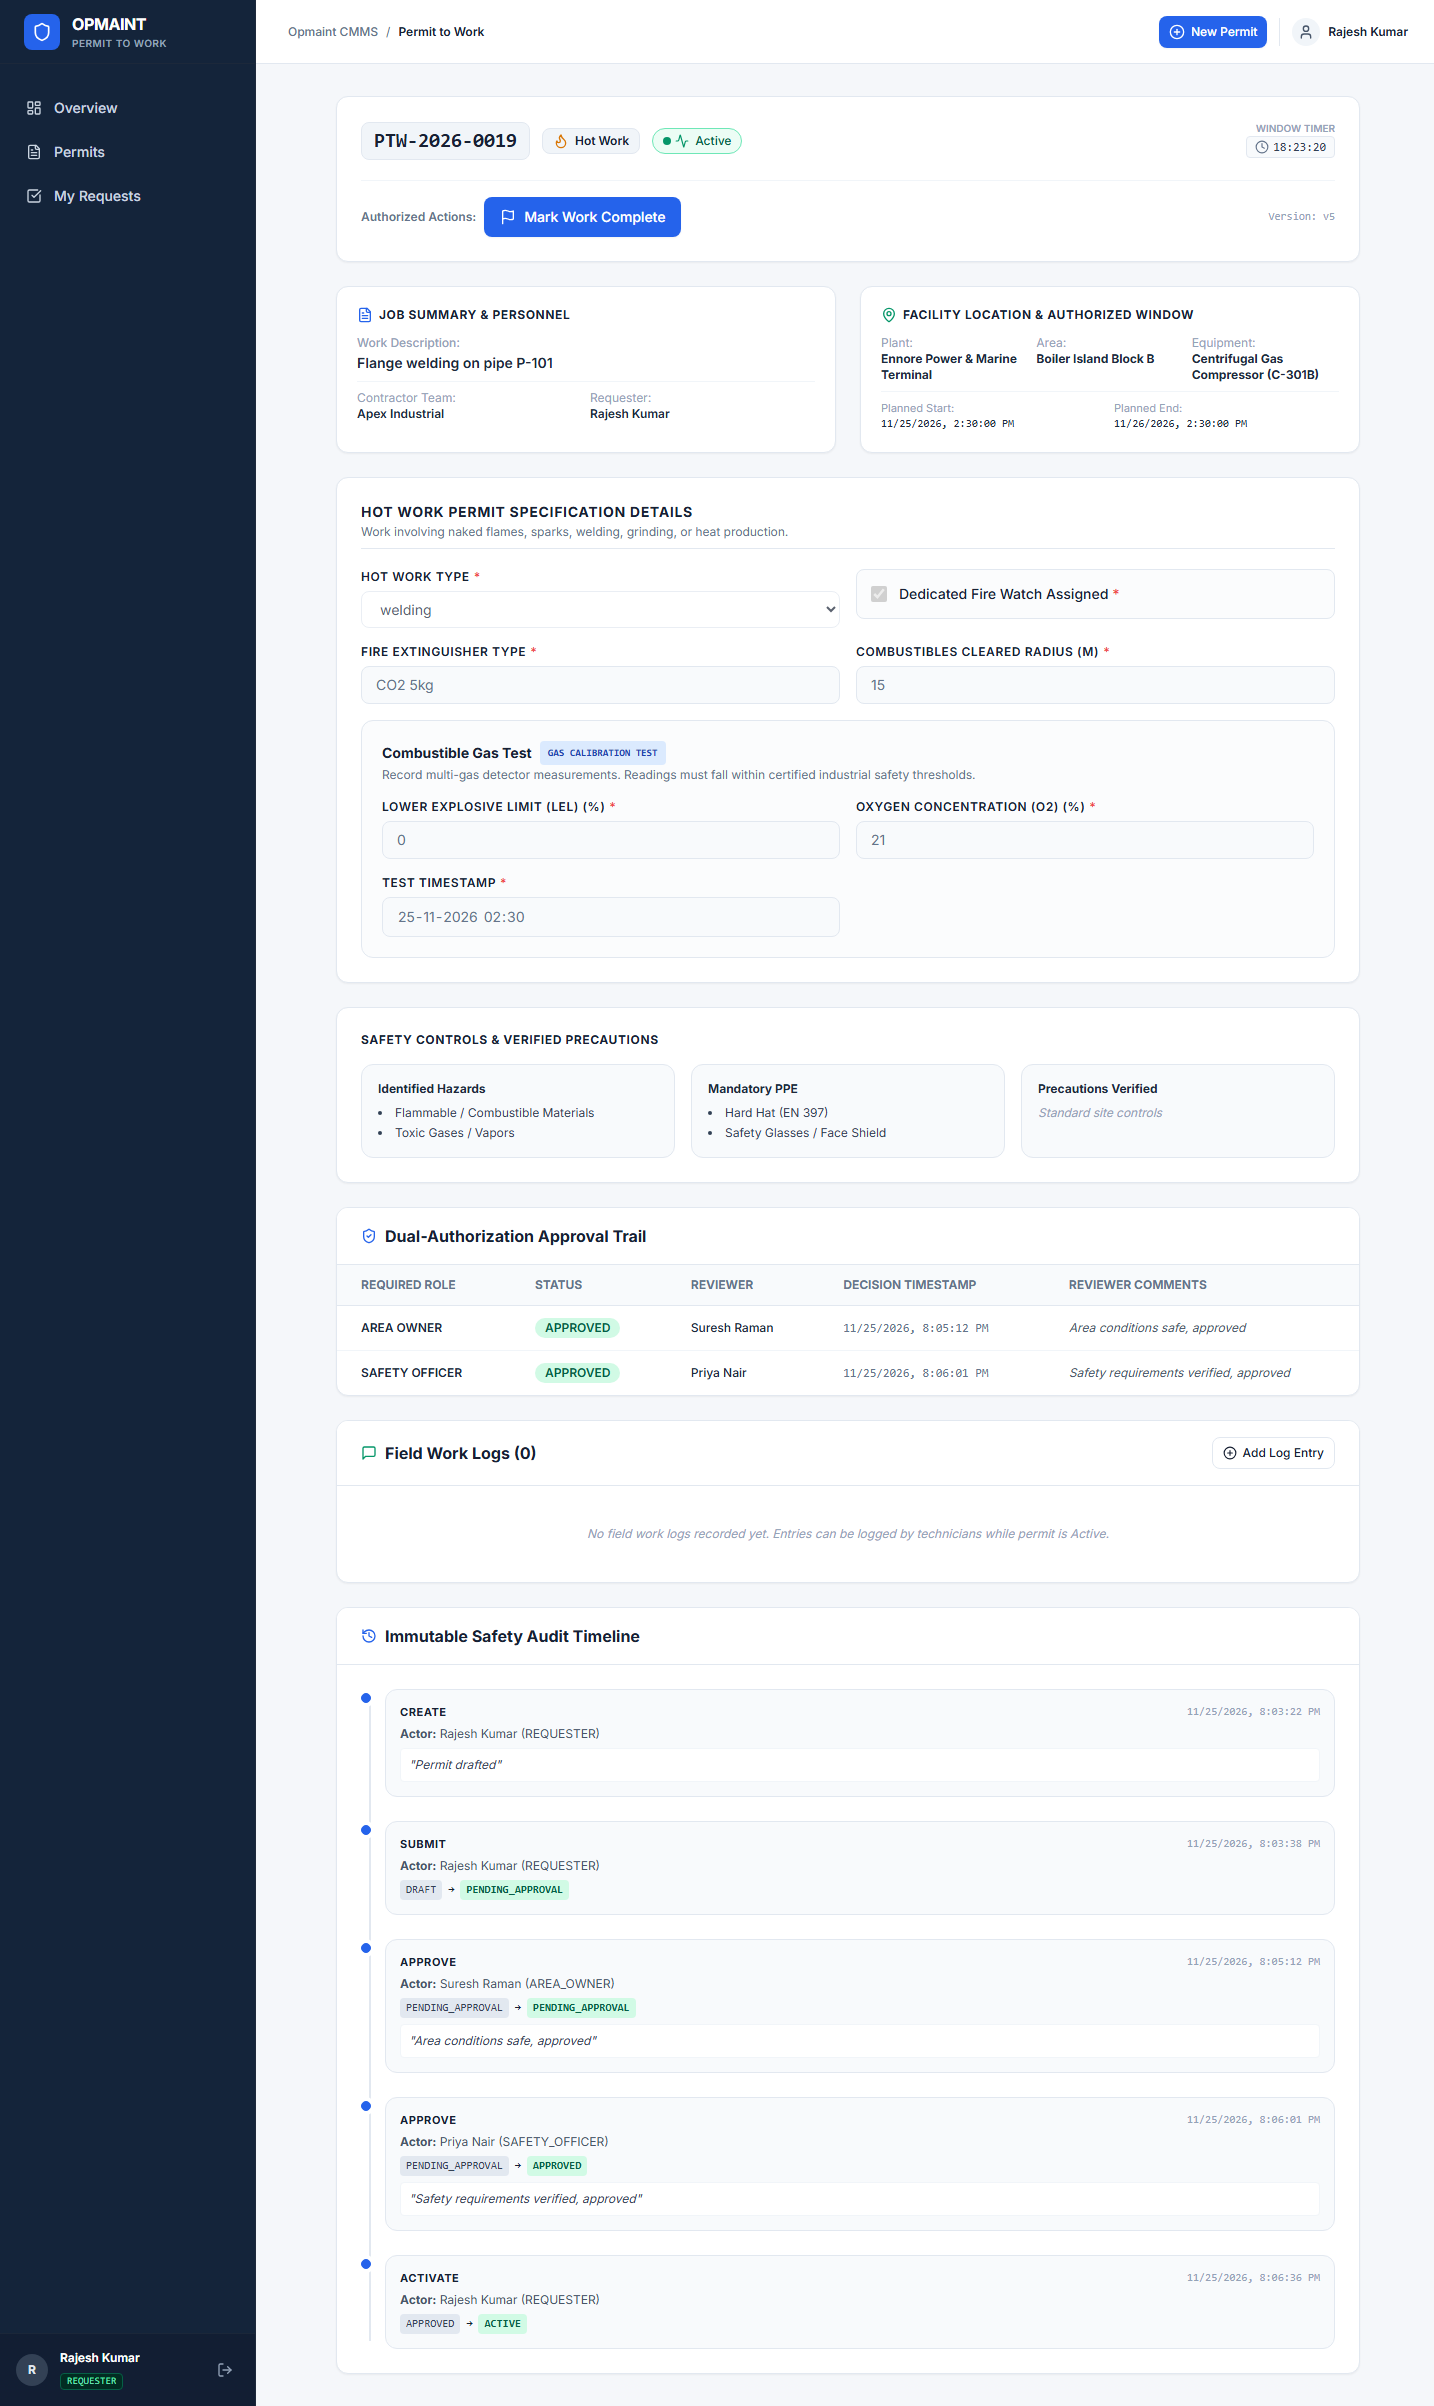 OPMAINT
PERMIT TO WORK
Overview
Permits
My Requests
Opmaint CMMS / Permit to Work
New Permit
Rajesh Kumar
PTW-2026-0019
Hot Work
Active
WINDOW TIMER
18:23:20
Authorized Actions:
Mark Work Complete
Version: v5
JOB SUMMARY & PERSONNEL
Work Description:
Flange welding on pipe P-101
Contractor Team:
Apex Industrial
Requester:
Rajesh Kumar
FACILITY LOCATION & AUTHORIZED WINDOW
Plant:
Ennore Power & Marine
Terminal
Area:
Boiler Island Block B
Equipment:
Centrifugal Gas
Compressor (C-301B)
Planned Start:
11/25/2026, 2:30:00 PM
Planned End:
11/26/2026, 2:30:00 PM
HOT WORK PERMIT SPECIFICATION DETAILS
Work involving naked flames, sparks, welding, grinding, or heat production.
HOT WORK TYPE *
welding
Dedicated Fire Watch Assigned *
FIRE EXTINGUISHER TYPE *
CO2 5kg
COMBUSTIBLES CLEARED RADIUS (M) *
15
Combustible Gas Test
GAS CALIBRATION TEST
Record multi-gas detector measurements. Readings must fall within certified industrial safety thresholds.
LOWER EXPLOSIVE LIMIT (LEL) (%) *
0
OXYGEN CONCENTRATION (O2) (%) *
21
TEST TIMESTAMP *
25-11-2026 02:30
SAFETY CONTROLS & VERIFIED PRECAUTIONS
Identified Hazards
• Flammable / Combustible Materials
• Toxic Gases / Vapors
Mandatory PPE
• Hard Hat (EN 397)
• Safety Glasses / Face Shield
Precautions Verified
Standard site controls
Dual-Authorization Approval Trail
REQUIRED ROLE STATUS REVIEWER DECISION TIMESTAMP REVIEWER COMMENTS
AREA OWNER APPROVED Suresh Raman 11/25/2026, 8:05:12 PM Area conditions safe, approved
SAFETY OFFICER APPROVED Priya Nair 11/25/2026, 8:06:01 PM Safety requirements verified, approved
Field Work Logs (0)
Add Log Entry
No field work logs recorded yet. Entries can be logged by technicians while permit is Active.
Immutable Safety Audit Timeline
CREATE
11/25/2026, 8:03:22 PM
Actor: Rajesh Kumar (REQUESTER)
"Permit drafted"
SUBMIT
11/25/2026, 8:03:38 PM
Actor: Rajesh Kumar (REQUESTER)
DRAFT → PENDING_APPROVAL
APPROVE
11/25/2026, 8:05:12 PM
Actor: Suresh Raman (AREA_OWNER)
PENDING_APPROVAL → PENDING_APPROVAL
"Area conditions safe, approved"
APPROVE
11/25/2026, 8:06:01 PM
Actor: Priya Nair (SAFETY_OFFICER)
PENDING_APPROVAL → APPROVED
"Safety requirements verified, approved"
ACTIVATE
11/25/2026, 8:06:36 PM
Actor: Rajesh Kumar (REQUESTER)
APPROVED → ACTIVE
R
Rajesh Kumar
REQUESTER